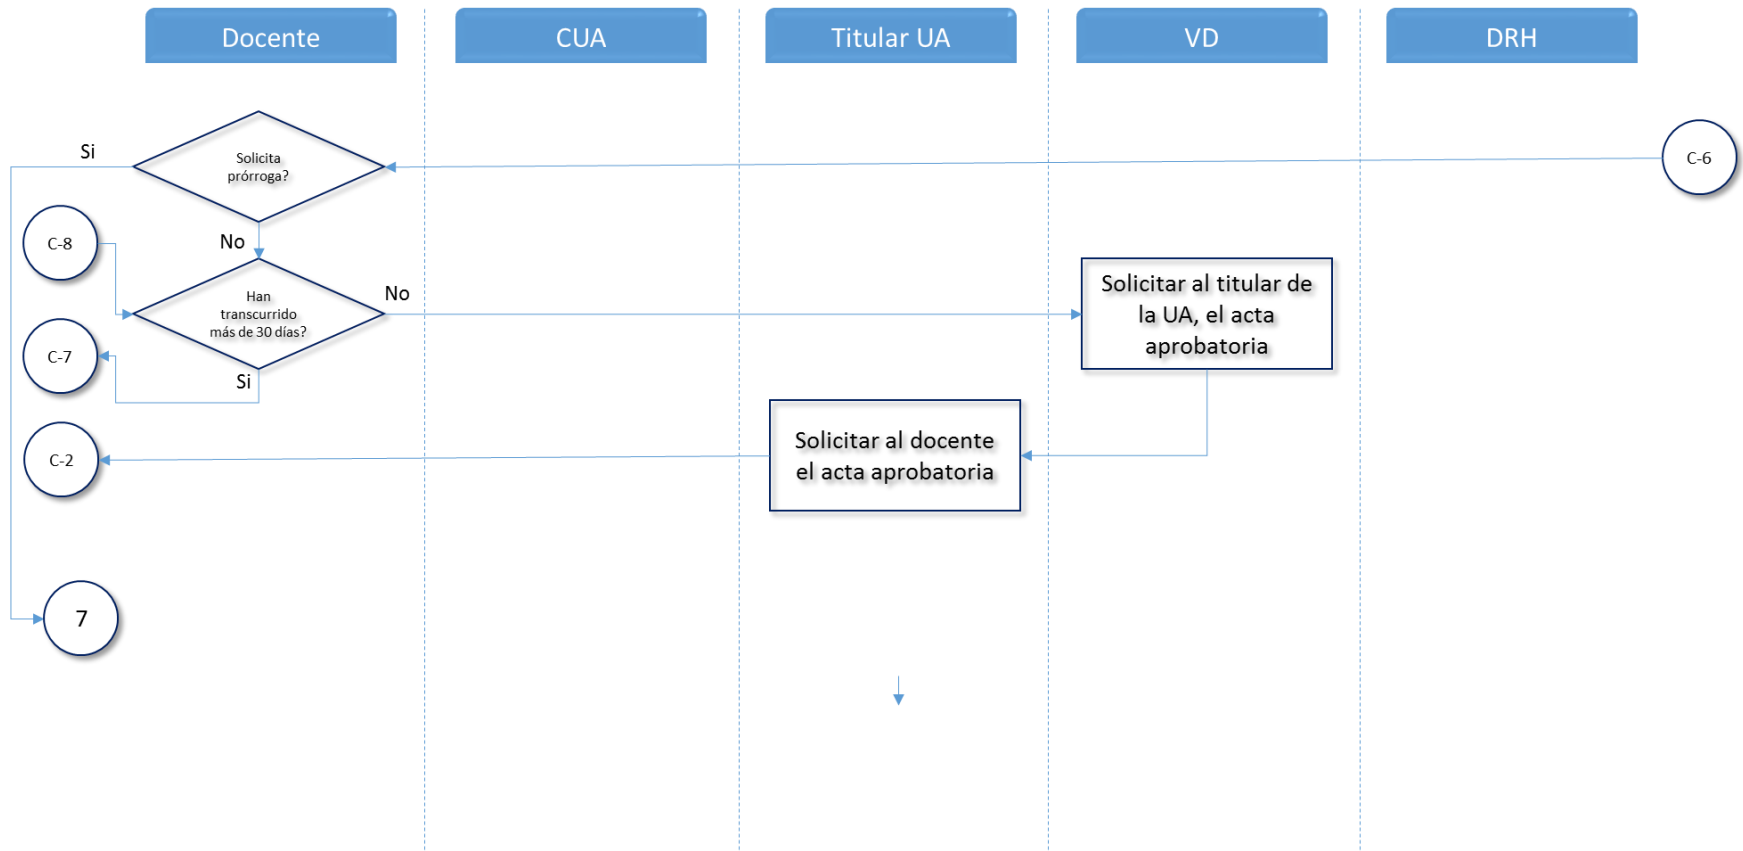 Docente
CUA
Titular UA
VD
DRH
Si
Solicita
prórroga?
C-6
No
C-8
Han
transcurrido
más de 30 días?
No
Solicitar al titular de
la UA, el acta
aprobatoria
C-7
Si
Solicitar al docente
el acta aprobatoria
C-2
7